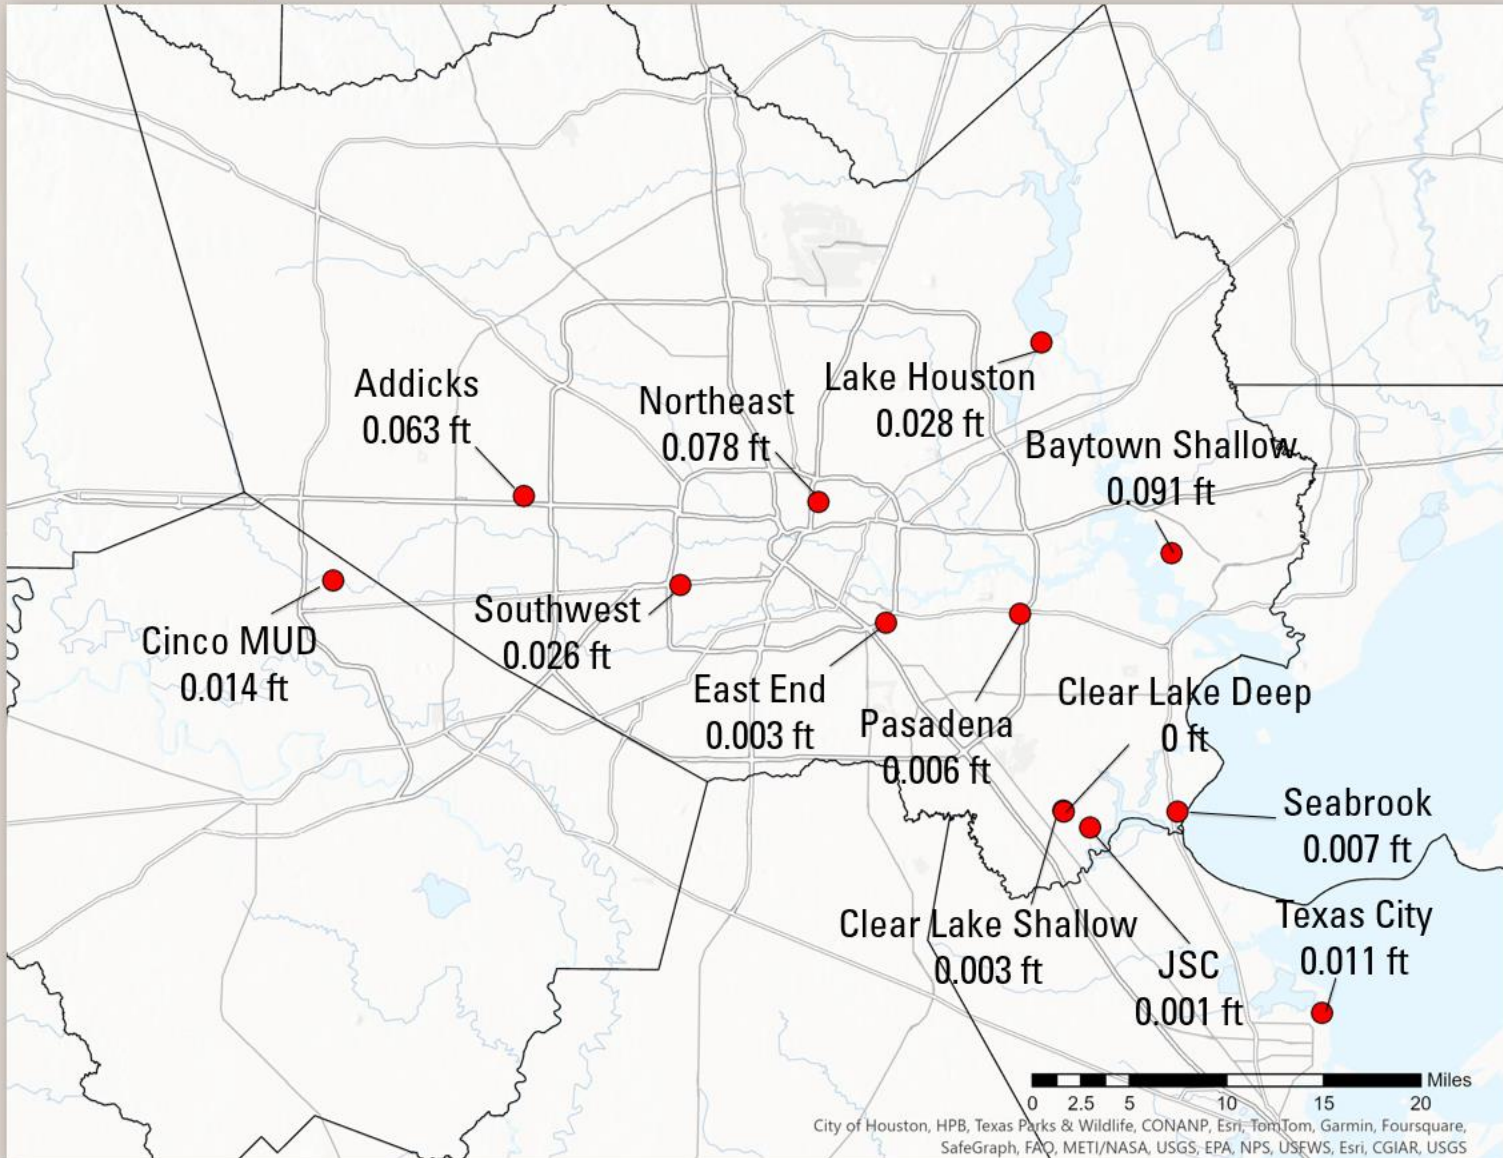 Addicks
0.063 ft
Northeast
0.078 ft
Lake Houston
0.028 ft
Baytown Shallow
0.091 ft
Cinco MUD
0.014 ft
Southwest
0.026 ft
East End
0.003 ft
Pasadena
0.006 ft
Clear Lake Deep
0 ft
Seabrook
0.007 ft
Clear Lake Shallow
0.003 ft
JSC
0.001 ft
Texas City
0.011 ft
Miles
0 2.5 5 10 15 20
City of Houston, HPB, Texas Parks & Wildlife, CONANP, Esri, TomTom, Garmin, Foursquare,
SafeGraph, FAO, METI/NASA, USGS, EPA, NPS, USFWS, Esri, CGIAR, USGS